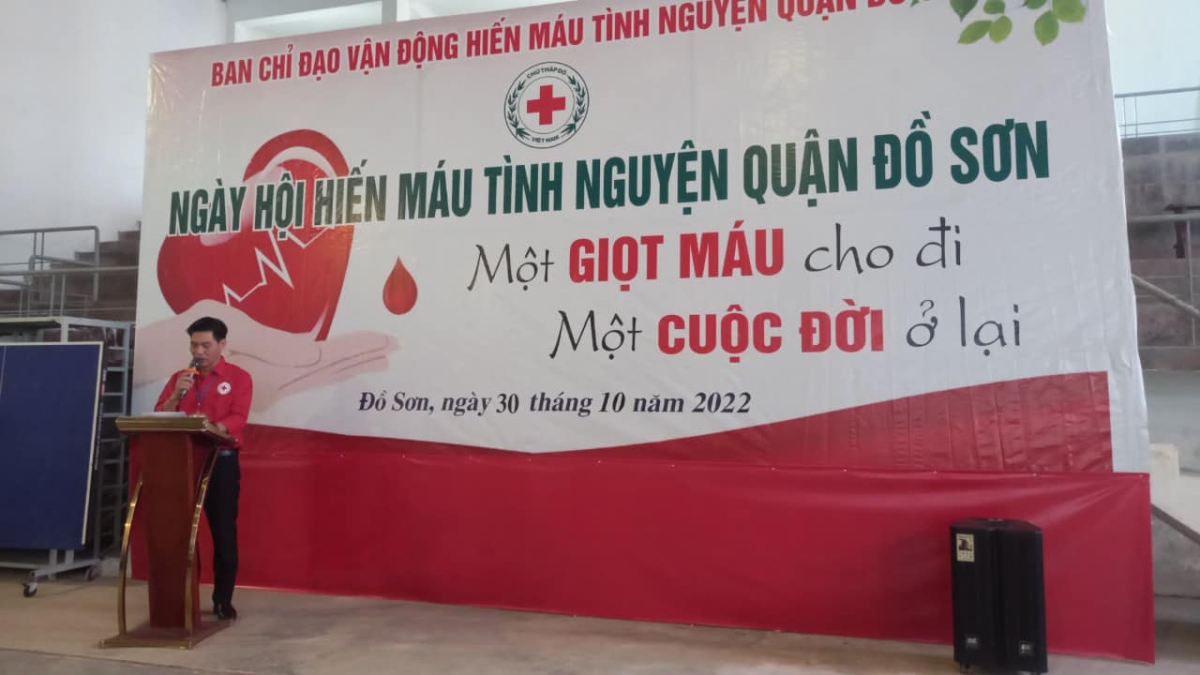 BAN CHỈ ĐẠO VẬN ĐỘNG HIẾN MÁU TÌNH NGUYỆN QUẬN
CHỮ THẬP ĐỎ
VIỆT NAM
NGÀY HỘI HIẾN MÁU TÌNH NGUYỆN QUẬN ĐỒ SƠN
Một GIỌT MÁU cho đi
Một CUỘC ĐỜI ở lại
Đồ Sơn, ngày 30 tháng 10 năm 2022